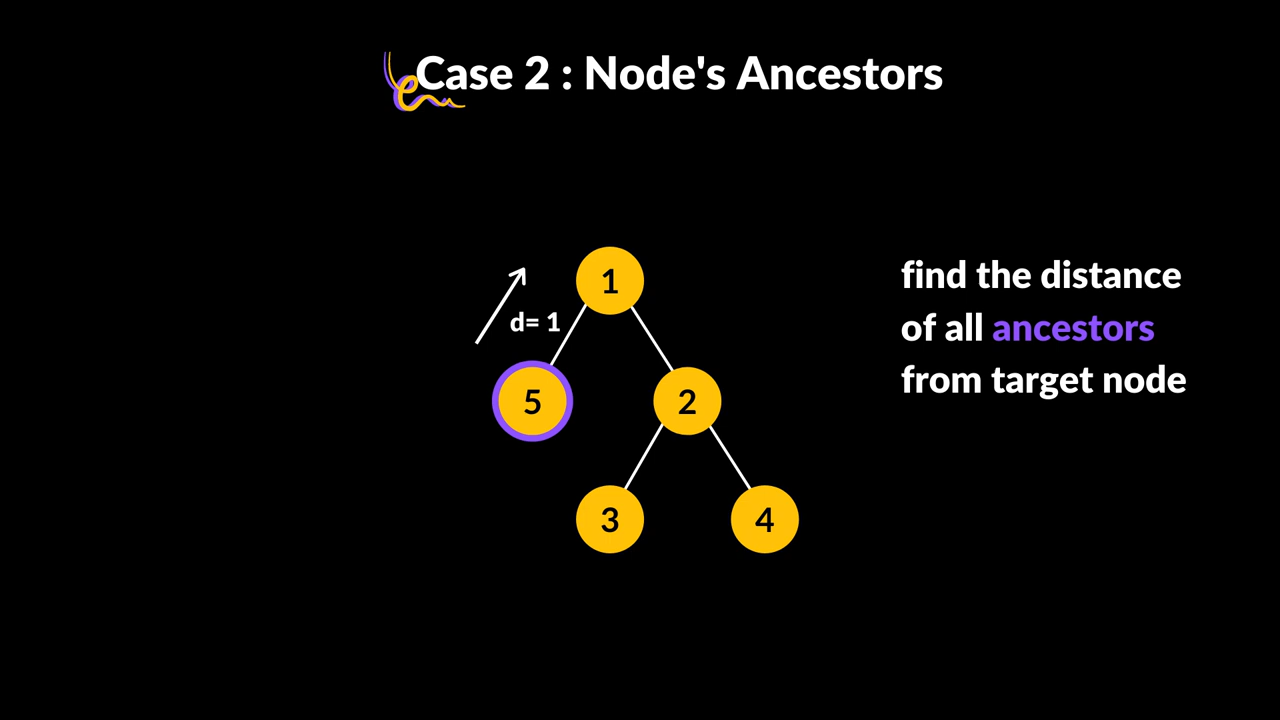 Case 2 : Node's Ancestors
1
d= 1
5
2
3
4
find the distance
of all ancestors
from target node